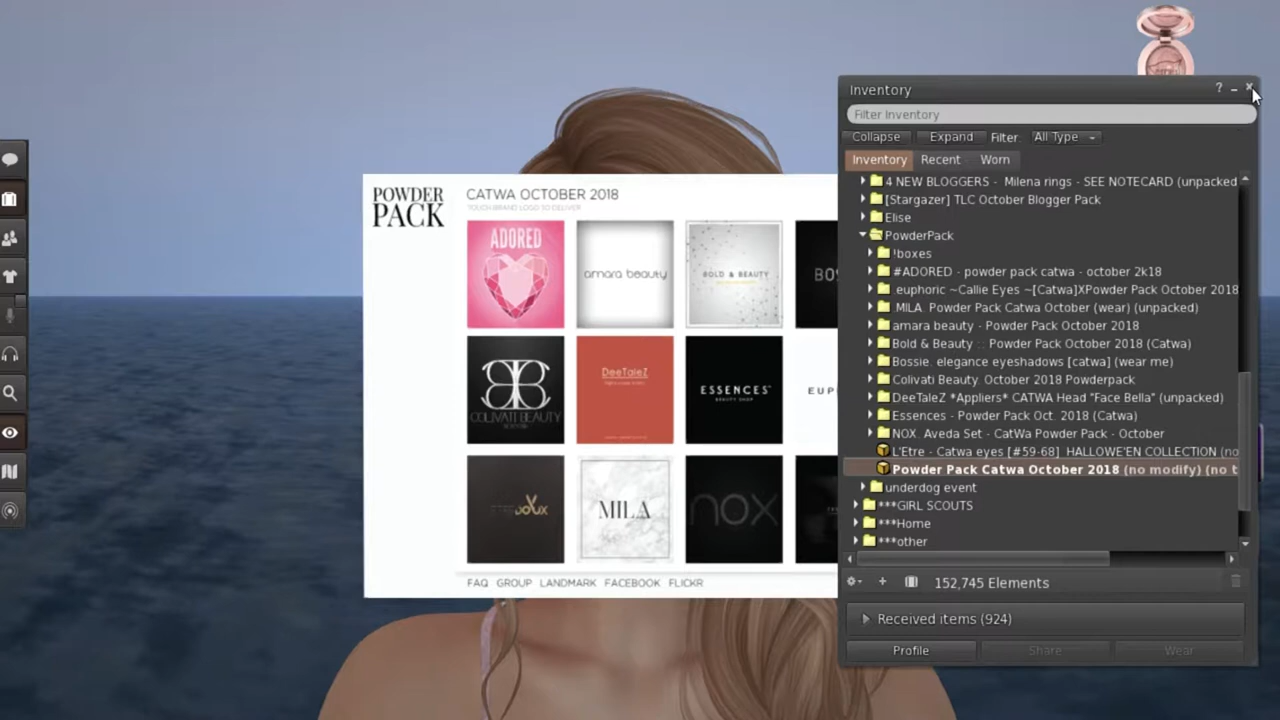 POWDER
PACK
CATWA OCTOBER 2018
TOUCH BRAND LOGO TO DELIVER
ADORED
amara beauty
BOLD & BEAUTY
BOS
COLIVATI BEAUTY
DeeTaleZ
ESSENCES
BEAUTY SHOP
EUP
MILA
nox
FAQ GROUP LANDMARK FACEBOOK FLICKR
Inventory
? – ×
Filter Inventory
Collapse Expand Filter: All Type
Inventory Recent Worn
4 NEW BLOGGERS - Milena rings - SEE NOTECARD (unpacked
[Stargazer] TLC October Blogger Pack
Elise
PowderPack
!boxes
#ADORED - powder pack catwa - october 2k18
euphoric ~Callie Eyes ~[Catwa]XPowder Pack October 2018
.MILA. Powder Pack Catwa October (wear) (unpacked)
amara beauty - Powder Pack October 2018
Bold & Beauty :: Powder Pack October 2018 (Catwa)
Bossie. elegance eyeshadows [catwa] (wear me)
Colivati Beauty. October 2018 Powderpack
DeeTaleZ *Appliers* CATWA Head "Face Bella" (unpacked)
Essences - Powder Pack Oct. 2018 (Catwa)
NOX. Aveda Set - CatWa Powder Pack - October
L'Etre - Catwa eyes [#59-68] HALLOWE'EN COLLECTION (no
Powder Pack Catwa October 2018 (no modify) (no t
underdog event
***GIRL SCOUTS
***Home
***other
152,745 Elements
Received items (924)
Profile Share Wear